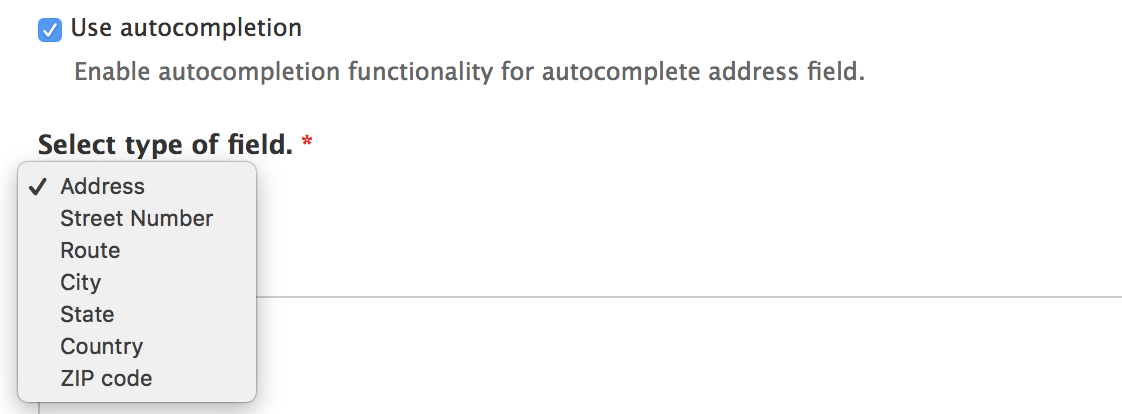 Use autocompletion
Enable autocompletion functionality for autocomplete address field.
Select type of field. *
Address
Street Number
Route
City
State
Country
ZIP code